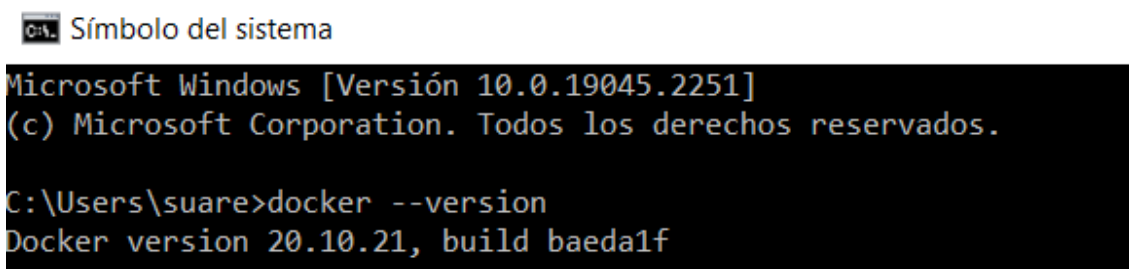 Símbolo del sistema
Microsoft Windows [Versión 10.0.19045.2251]
(c) Microsoft Corporation. Todos los derechos reservados.
C:\Users\suare>docker --version
Docker version 20.10.21, build baeda1f